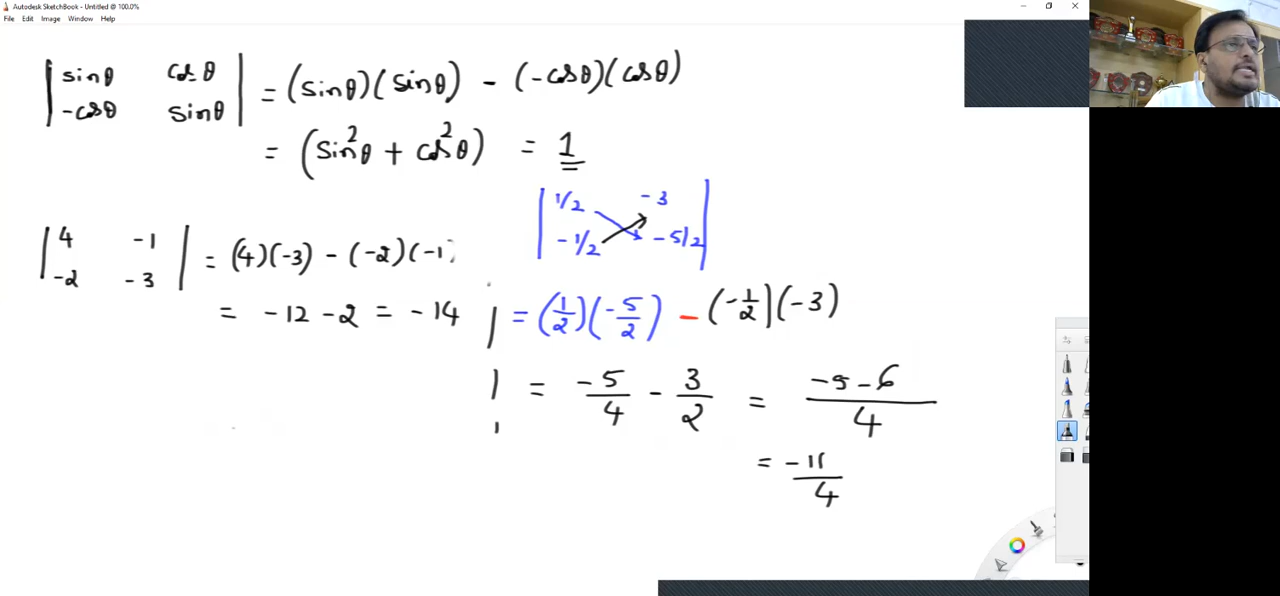 Autodesk SketchBook - Untitled @ 100.0%
File Edit Image Window Help
| sinθ cosθ | = (sinθ)(sinθ) - (-cosθ)(cosθ)
| -cosθ sinθ |
= (sin²θ + cos²θ) = 1
| 1/2 -3 |
| -1/2 -5/2 |
| 4 -1 | = (4)(-3) - (-2)(-1)
| -2 -3 |
= -12 -2 = -14
= (1/2)(-5/2) - (-1/2)(-3)
= -5/4 - 3/2 = -5-6/4
= -11/4